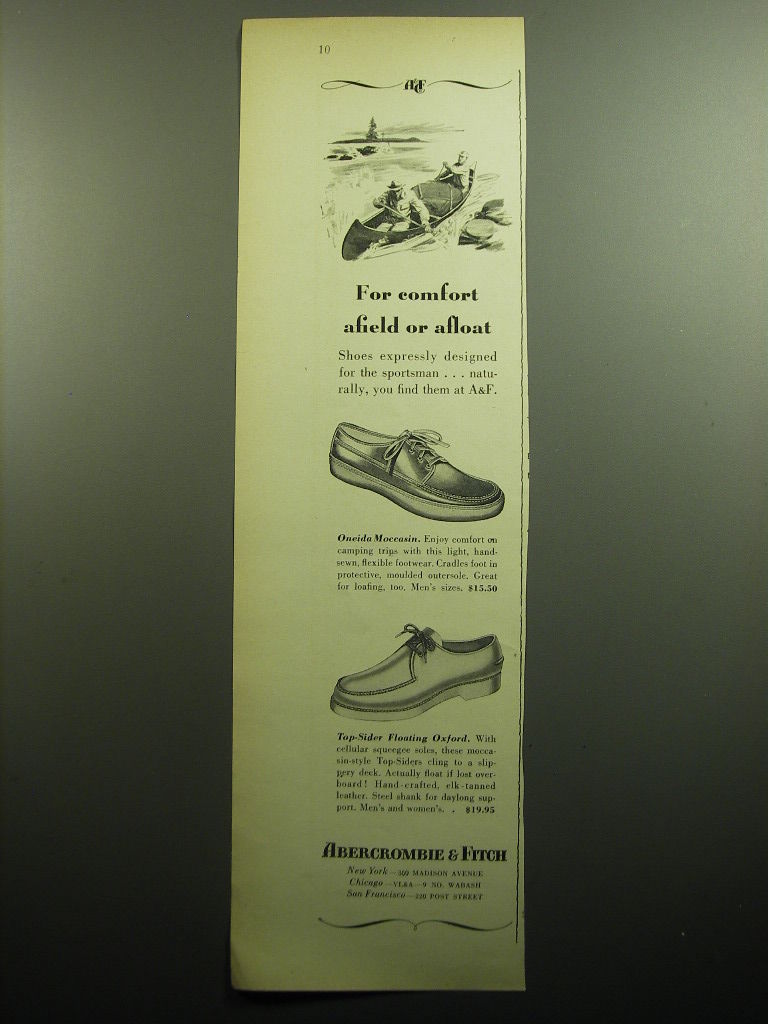 10
A&F
For comfort
afield or afloat
Shoes expressly designed
for the sportsman . . . natu-
rally, you find them at A&F.
Oneida Moccasin. Enjoy comfort on
camping trips with this light, hand-
sewn, flexible footwear. Cradles foot in
protective, moulded outersole. Great
for loafing, too. Men's sizes. $15.50
Top-Sider Floating Oxford. With
cellular squeegee soles, these mocca-
sin-style Top-Siders cling to a slip-
pery deck. Actually float if lost over-
board! Hand-crafted, elk-tanned
leather. Steel shank for daylong sup-
port. Men's and women's. . $19.95
ABERCROMBIE & FITCH
New York—360 MADISON AVENUE
Chicago—VL&A—9 NO. WABASH
San Francisco—220 POST STREET